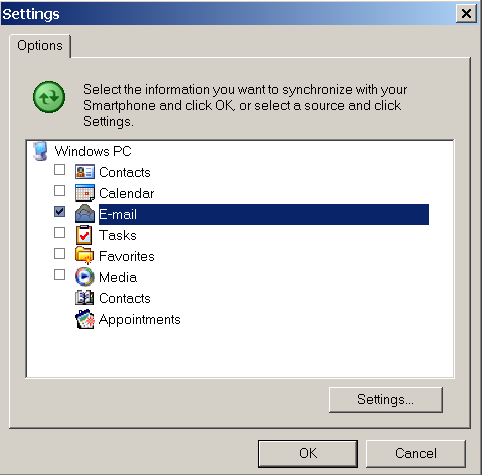 Settings
Options
Select the information you want to synchronize with your
Smartphone and click OK, or select a source and click
Settings.
Windows PC
Contacts
Calendar
E-mail
Tasks
Favorites
Media
Contacts
Appointments
Settings...
OK
Cancel